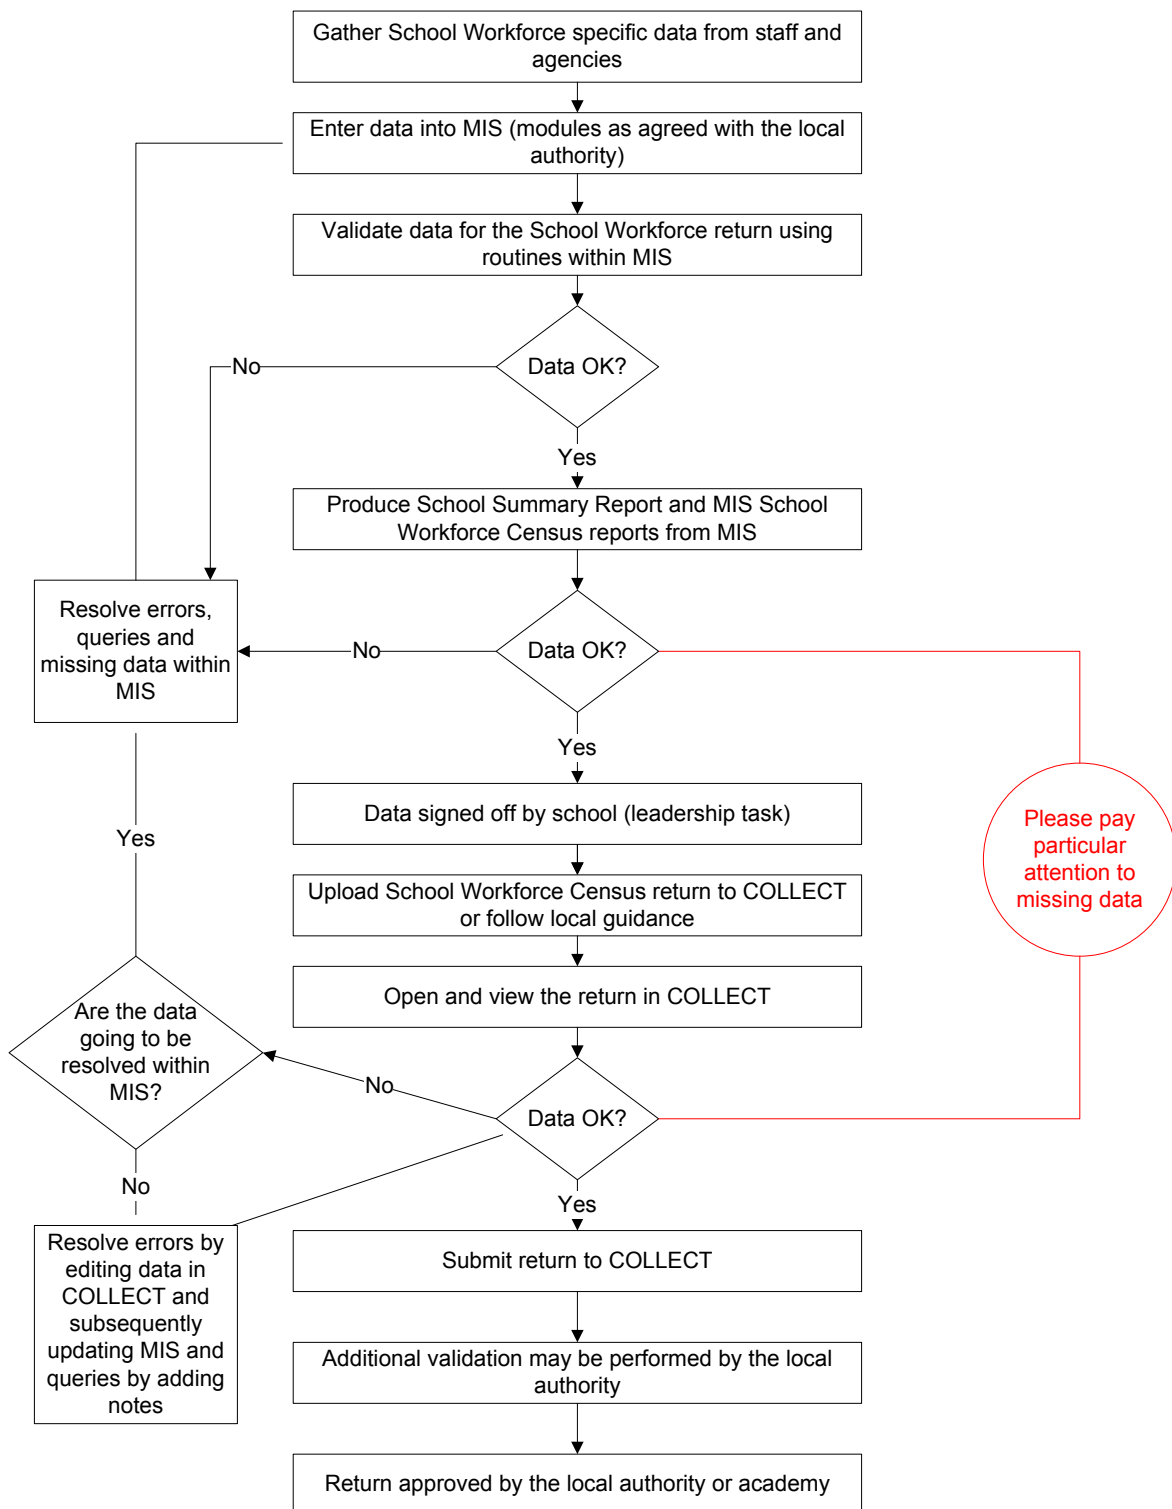 Gather School Workforce specific data from staff and
agencies
Enter data into MIS (modules as agreed with the local
authority)
Validate data for the School Workforce return using
routines within MIS
Data OK?
No
Yes
Produce School Summary Report and MIS School
Workforce Census reports from MIS
Resolve errors,
queries and
missing data within
MIS
No
Data OK?
Yes
Data signed off by school (leadership task)
Please pay
particular
attention to
missing data
Yes
Upload School Workforce Census return to COLLECT
or follow local guidance
Open and view the return in COLLECT
Are the data
going to be
resolved within
MIS?
No
Data OK?
No
Yes
Resolve errors by
editing data in
COLLECT and
subsequently
updating MIS and
queries by adding
notes
Submit return to COLLECT
Additional validation may be performed by the local
authority
Return approved by the local authority or academy